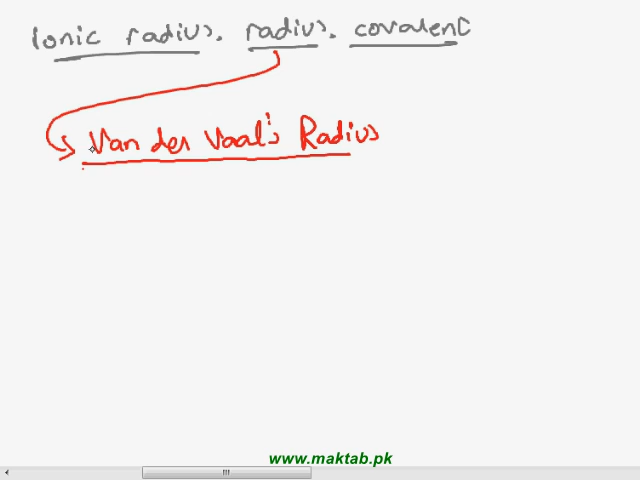 Ionic radius. radius. covalent
Van der Vaal's Radius
www.maktab.pk